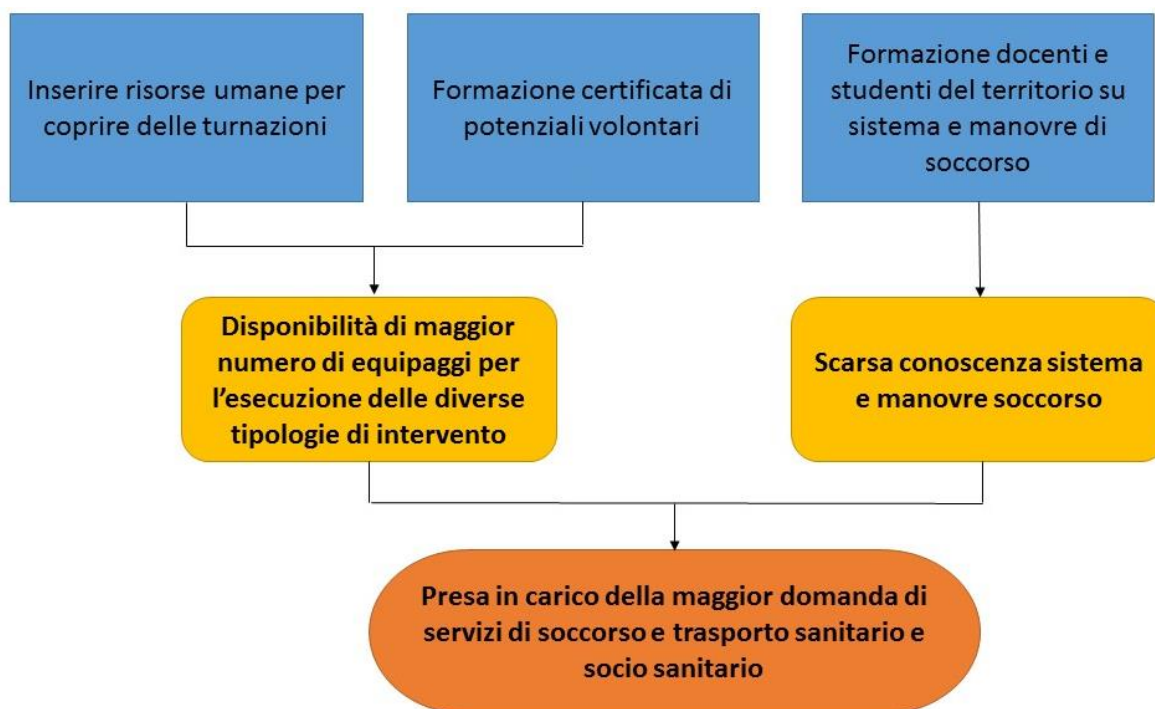 Inserire risorse umane per
coprire delle turnazioni
Formazione certificata di
potenziali volontari
Formazione docenti e
studenti del territorio su
sistema e manovre di
soccorso
Disponibilità di maggior
numero di equipaggi per
l’esecuzione delle diverse
tipologie di intervento
Scarsa conoscenza sistema
e manovre soccorso
Presa in carico della maggior domanda di
servizi di soccorso e trasporto sanitario e
socio sanitario